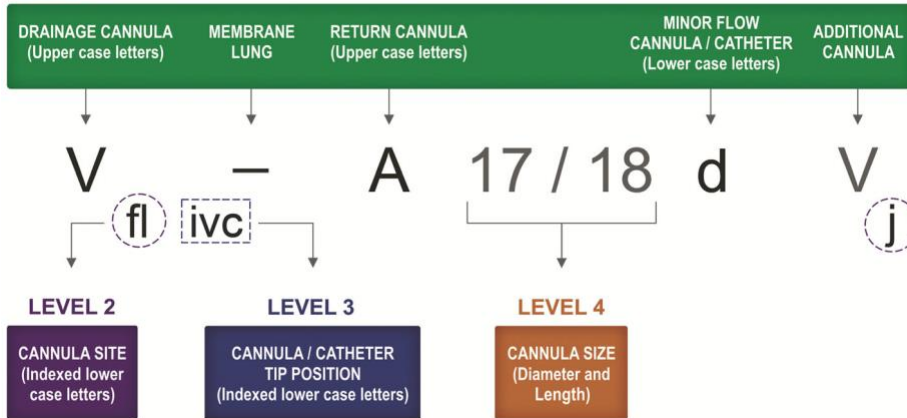 DRAINAGE CANNULA
(Upper case letters)
MEMBRANE
LUNG
RETURN CANNULA
(Upper case letters)
MINOR FLOW
CANNULA / CATHETER
(Lower case letters)
ADDITIONAL
CANNULA
V – A 17 / 18 d V
fl ivc j
LEVEL 2
CANNULA SITE
(Indexed lower
case letters)
LEVEL 3
CANNULA / CATHETER
TIP POSITION
(Indexed lower case letters)
LEVEL 4
CANNULA SIZE
(Diameter and
Length)